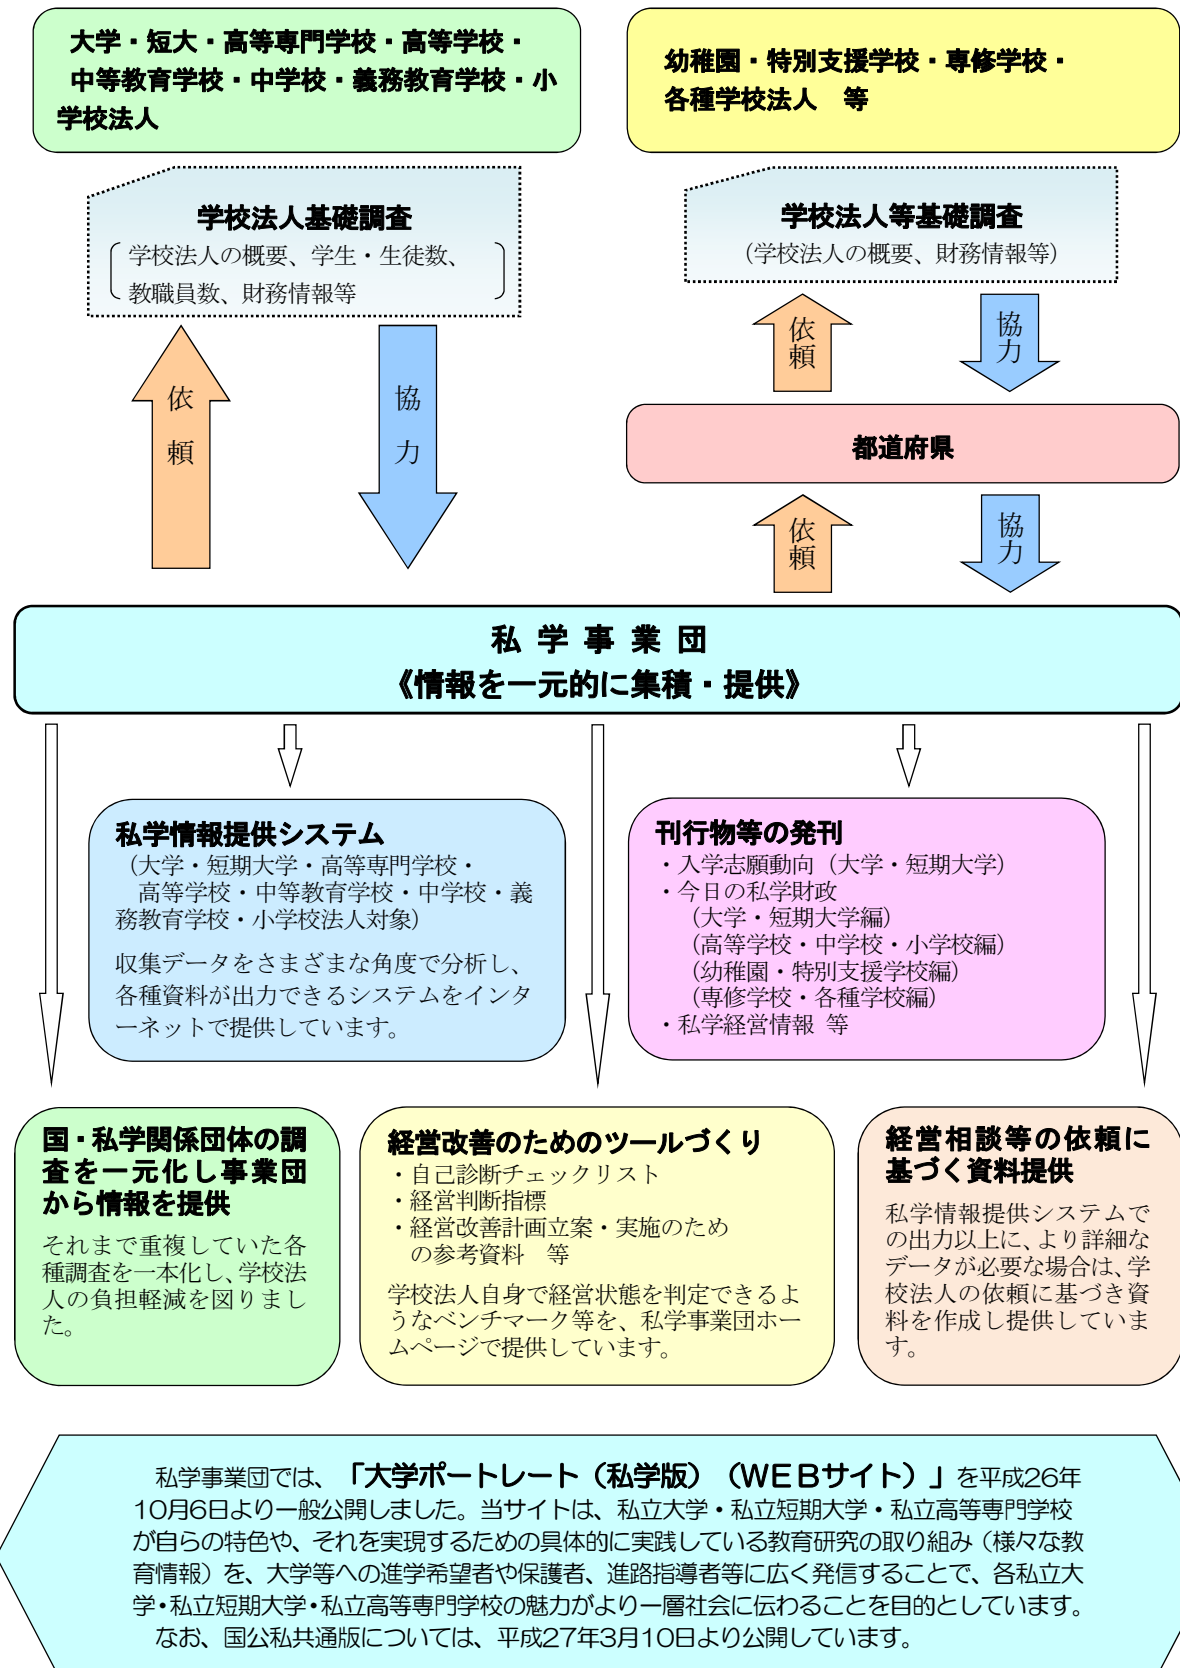 大学・短大・高等専門学校・高等学校・
中等教育学校・中学校・義務教育学校・小
学校法人
幼稚園・特別支援学校・専修学校・
各種学校法人　等
学校法人基礎調査
学校法人の概要、学生・生徒数、
教職員数、財務情報等
学校法人等基礎調査
（学校法人の概要、財務情報等）
依頼
協力
依頼
協力
都道府県
依頼
協力
私学事業団
《情報を一元的に集積・提供》
私学情報提供システム
（大学・短期大学・高等専門学校・
高等学校・中等教育学校・中学校・義
務教育学校・小学校法人対象）
収集データをさまざまな角度で分析し、
各種資料が出力できるシステムをインタ
ーネットで提供しています。
刊行物等の発刊
・入学志願動向（大学・短期大学）
・今日の私学財政
（大学・短期大学編）
（高等学校・中学校・小学校編）
（幼稚園・特別支援学校編）
（専修学校・各種学校編）
・私学経営情報 等
国・私学関係団体の調
査を一元化し事業団
から情報を提供
それまで重複していた各
種調査を一本化し、学校法
人の負担軽減を図りまし
た。
経営改善のためのツールづくり
・自己診断チェックリスト
・経営判断指標
・経営改善計画立案・実施のため
の参考資料　等
学校法人自身で経営状態を判定できるよ
うなベンチマーク等を、私学事業団ホー
ムページで提供しています。
経営相談等の依頼に
基づく資料提供
私学情報提供システムで
の出力以上に、より詳細な
データが必要な場合は、学
校法人の依頼に基づき資
料を作成し提供していま
す。
私学事業団では、「大学ポートレート（私学版）（ＷＥＢサイト）」を平成26年
10月6日より一般公開しました。当サイトは、私立大学・私立短期大学・私立高等専門学校
が自らの特色や、それを実現するための具体的に実践している教育研究の取り組み（様々な教
育情報）を、大学等への進学希望者や保護者、進路指導者等に広く発信することで、各私立大
学・私立短期大学・私立高等専門学校の魅力がより一層社会に伝わることを目的としています。
なお、国公私共通版については、平成27年3月10日より公開しています。